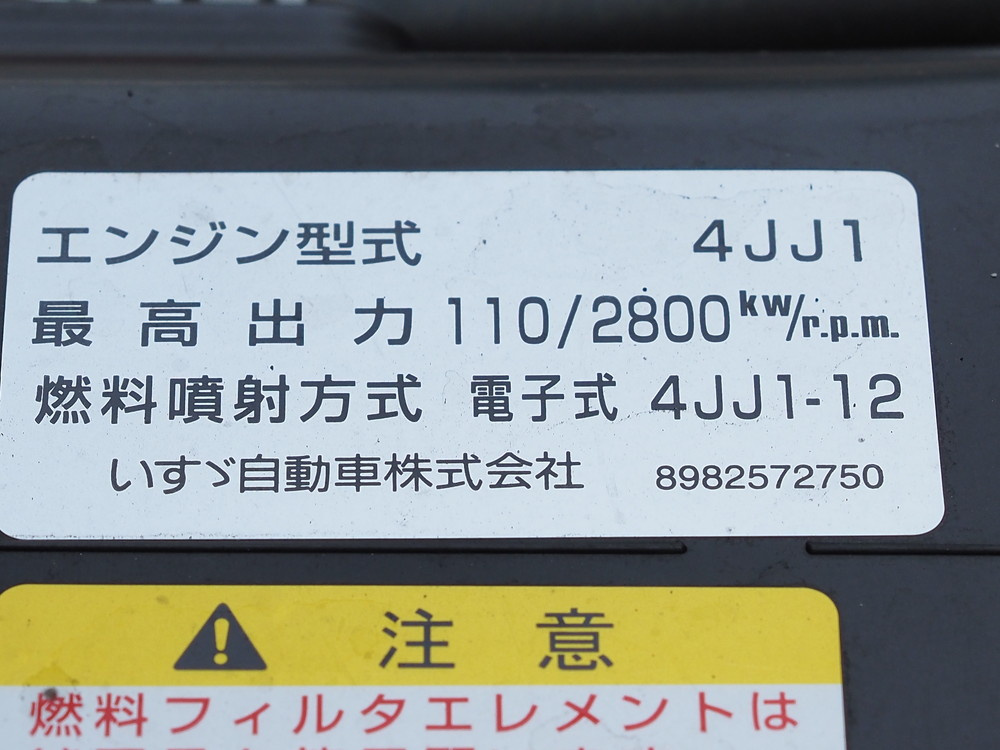 エンジン型式 4JJ1
最高出力 110/2800kw/r.p.m.
燃料噴射方式 電子式 4JJ1-12
いすゞ自動車株式会社 8982572750
注意
燃料フィルタエレメントは